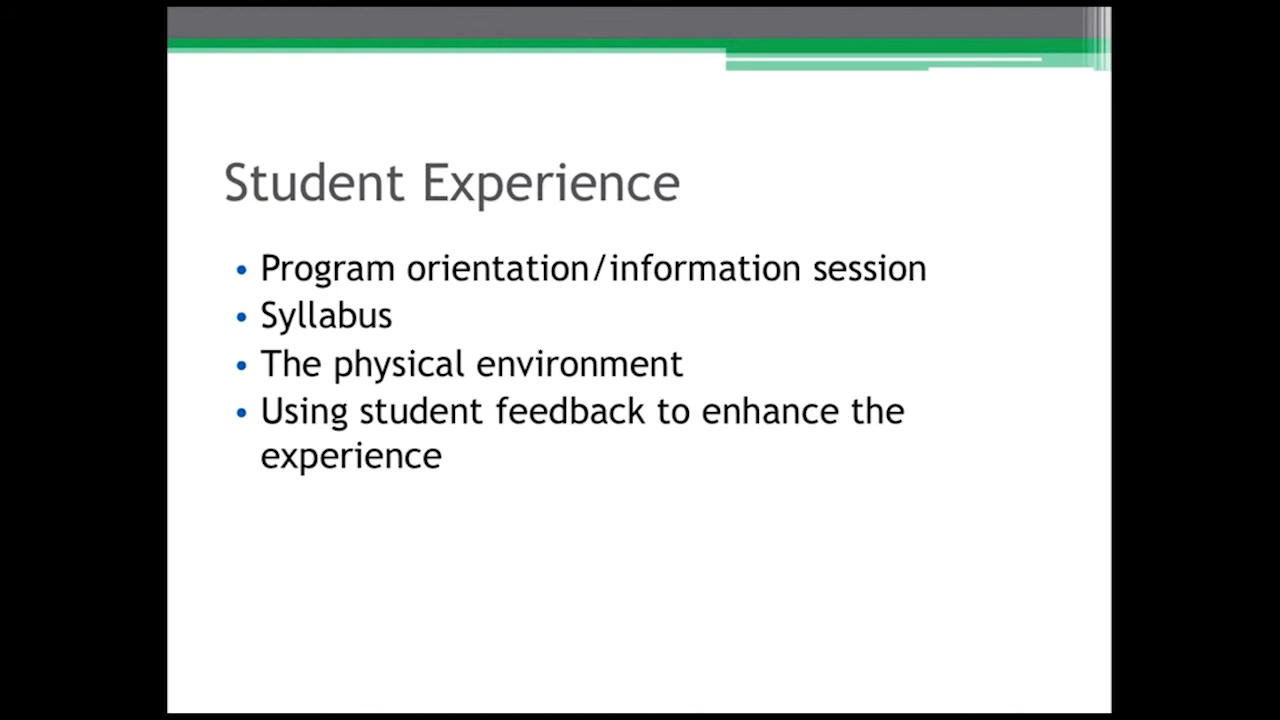 Student Experience
• Program orientation/information session
• Syllabus
• The physical environment
• Using student feedback to enhance the
experience